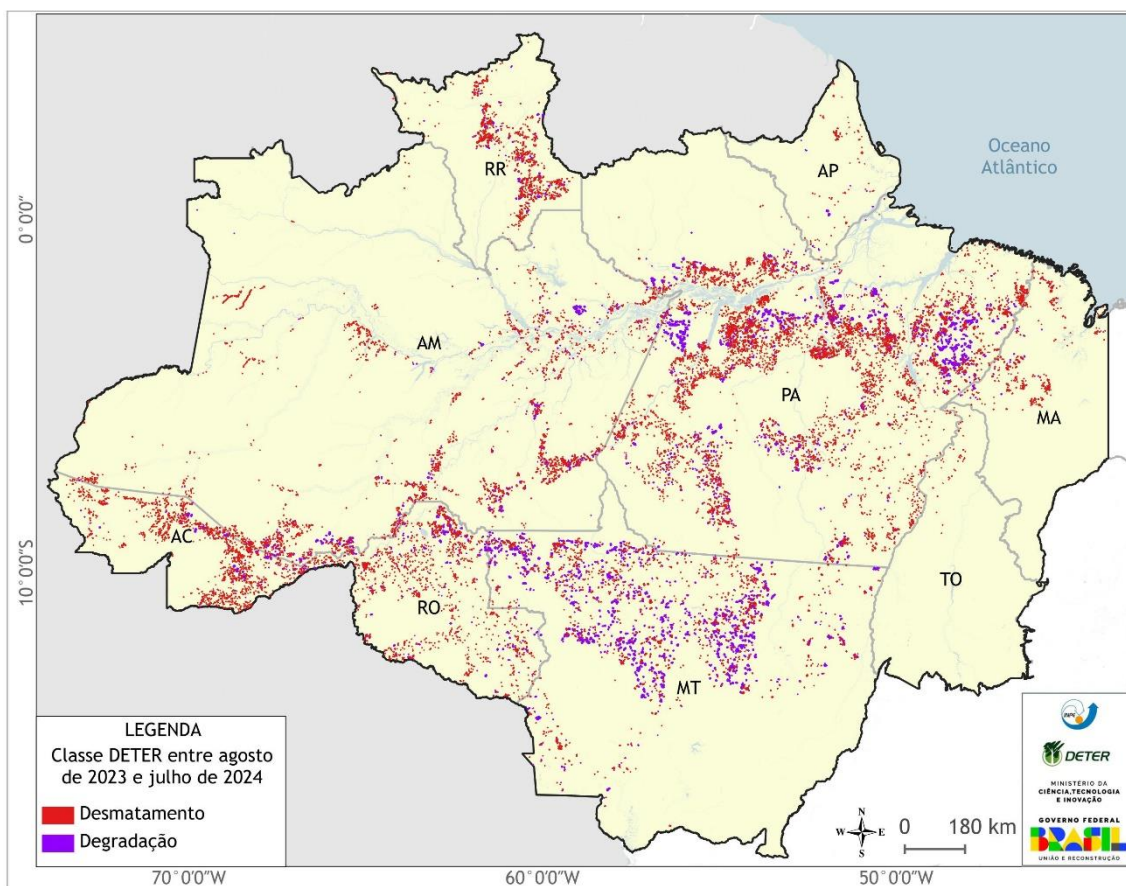 Oceano
Atlântico
RR
AP
AM
PA
MA
AC
TO
RO
MT
0°0'0"
10°0'0"S
70°0'0"W
60°0'0"W
50°0'0"W
LEGENDA
Classe DETER entre agosto
de 2023 e julho de 2024
Desmatamento
Degradação
N
W E
S
0 180 km
INPE
DETER
MINISTÉRIO DA
CIÊNCIA, TECNOLOGIA
E INOVAÇÃO
GOVERNO FEDERAL
BRASIL
UNIÃO E RECONSTRUÇÃO